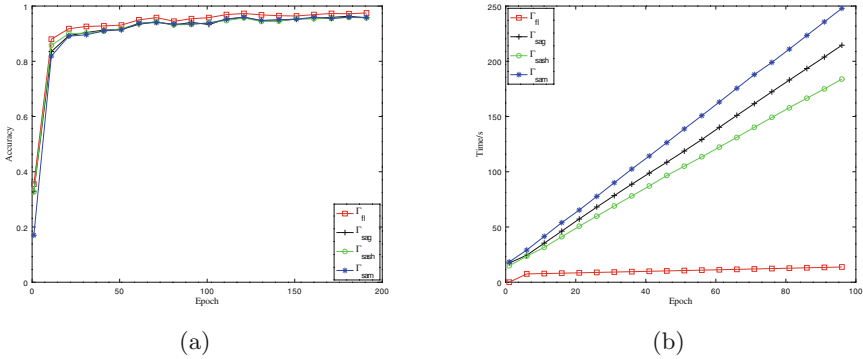 1
0.8
0.6
0.4
0.2
0
Accuracy
0 50 100 150 200
Epoch
Γfl
Γsag
Γsash
Γsam
(a)
250
200
150
100
50
0
Time/s
0 20 40 60 80 100
Epoch
Γfl
Γsag
Γsash
Γsam
(b)